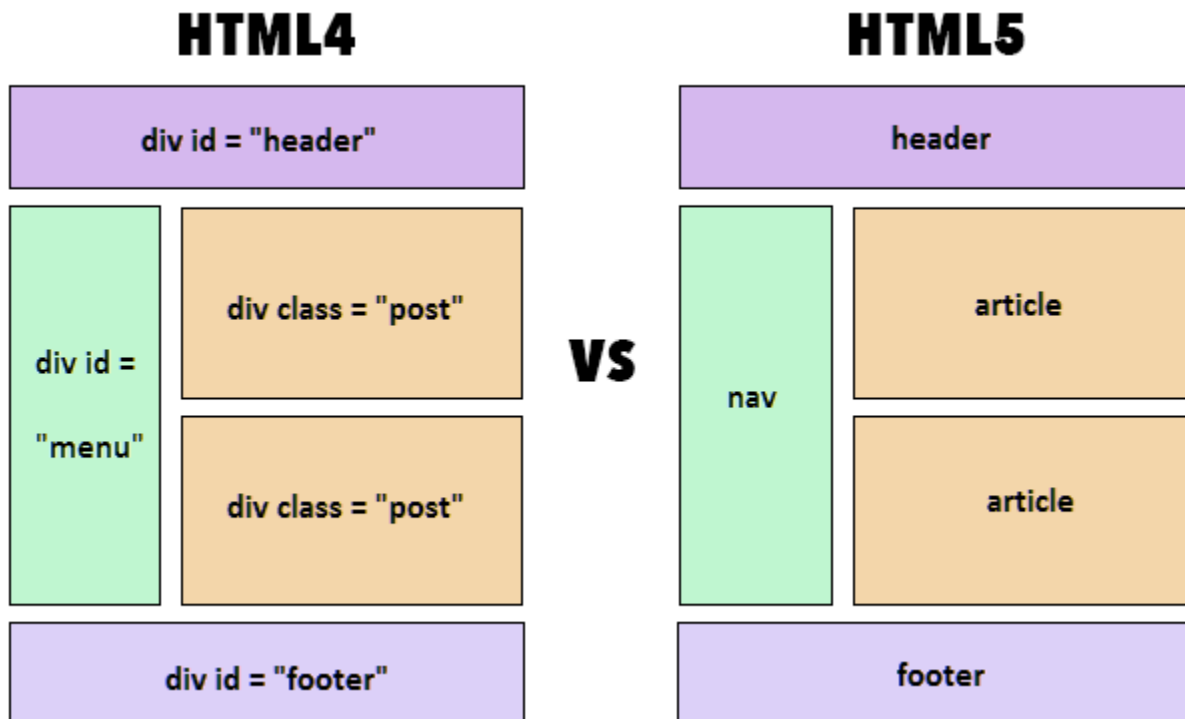 HTML4
HTML5
div id = "header"
header
div class = "post"
article
div id =
"menu"
VS
nav
div class = "post"
article
div id = "footer"
footer